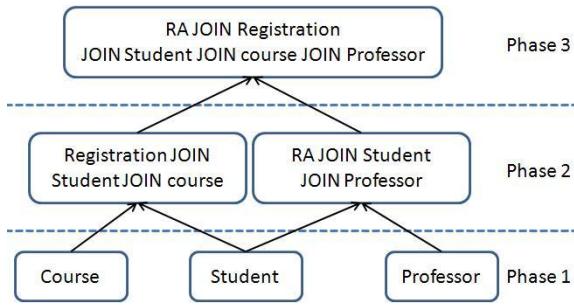 RA JOIN Registration
JOIN Student JOIN course JOIN Professor
Phase 3
Registration JOIN
Student JOIN course
RA JOIN Student
JOIN Professor
Phase 2
Course
Student
Professor
Phase 1